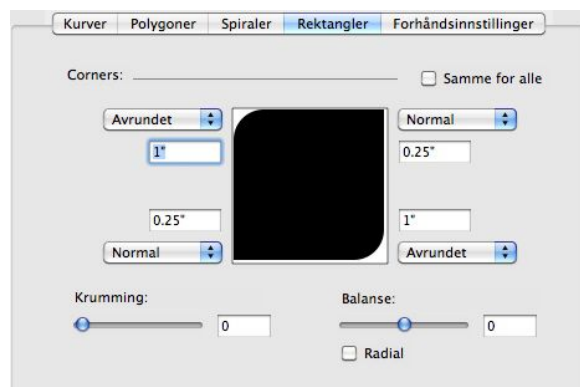 Kurver Polygoner Spiraler Rektangler Forhåndsinnstillinger
Corners: Samme for alle
Avrundet Normal
1" 0.25"
0.25" 1"
Normal Avrundet
Krumming: Balanse:
0 0
Radial